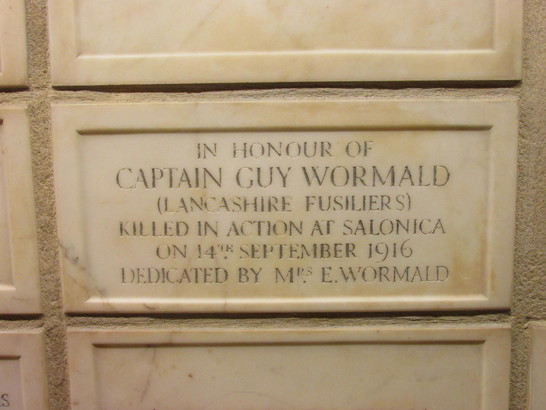 IN HONOUR OF
CAPTAIN GUY WORMALD
(LANCASHIRE FUSILIERS)
KILLED IN ACTION AT SALONICA
ON 14TH SEPTEMBER 1916
DEDICATED BY MRS E. WORMALD